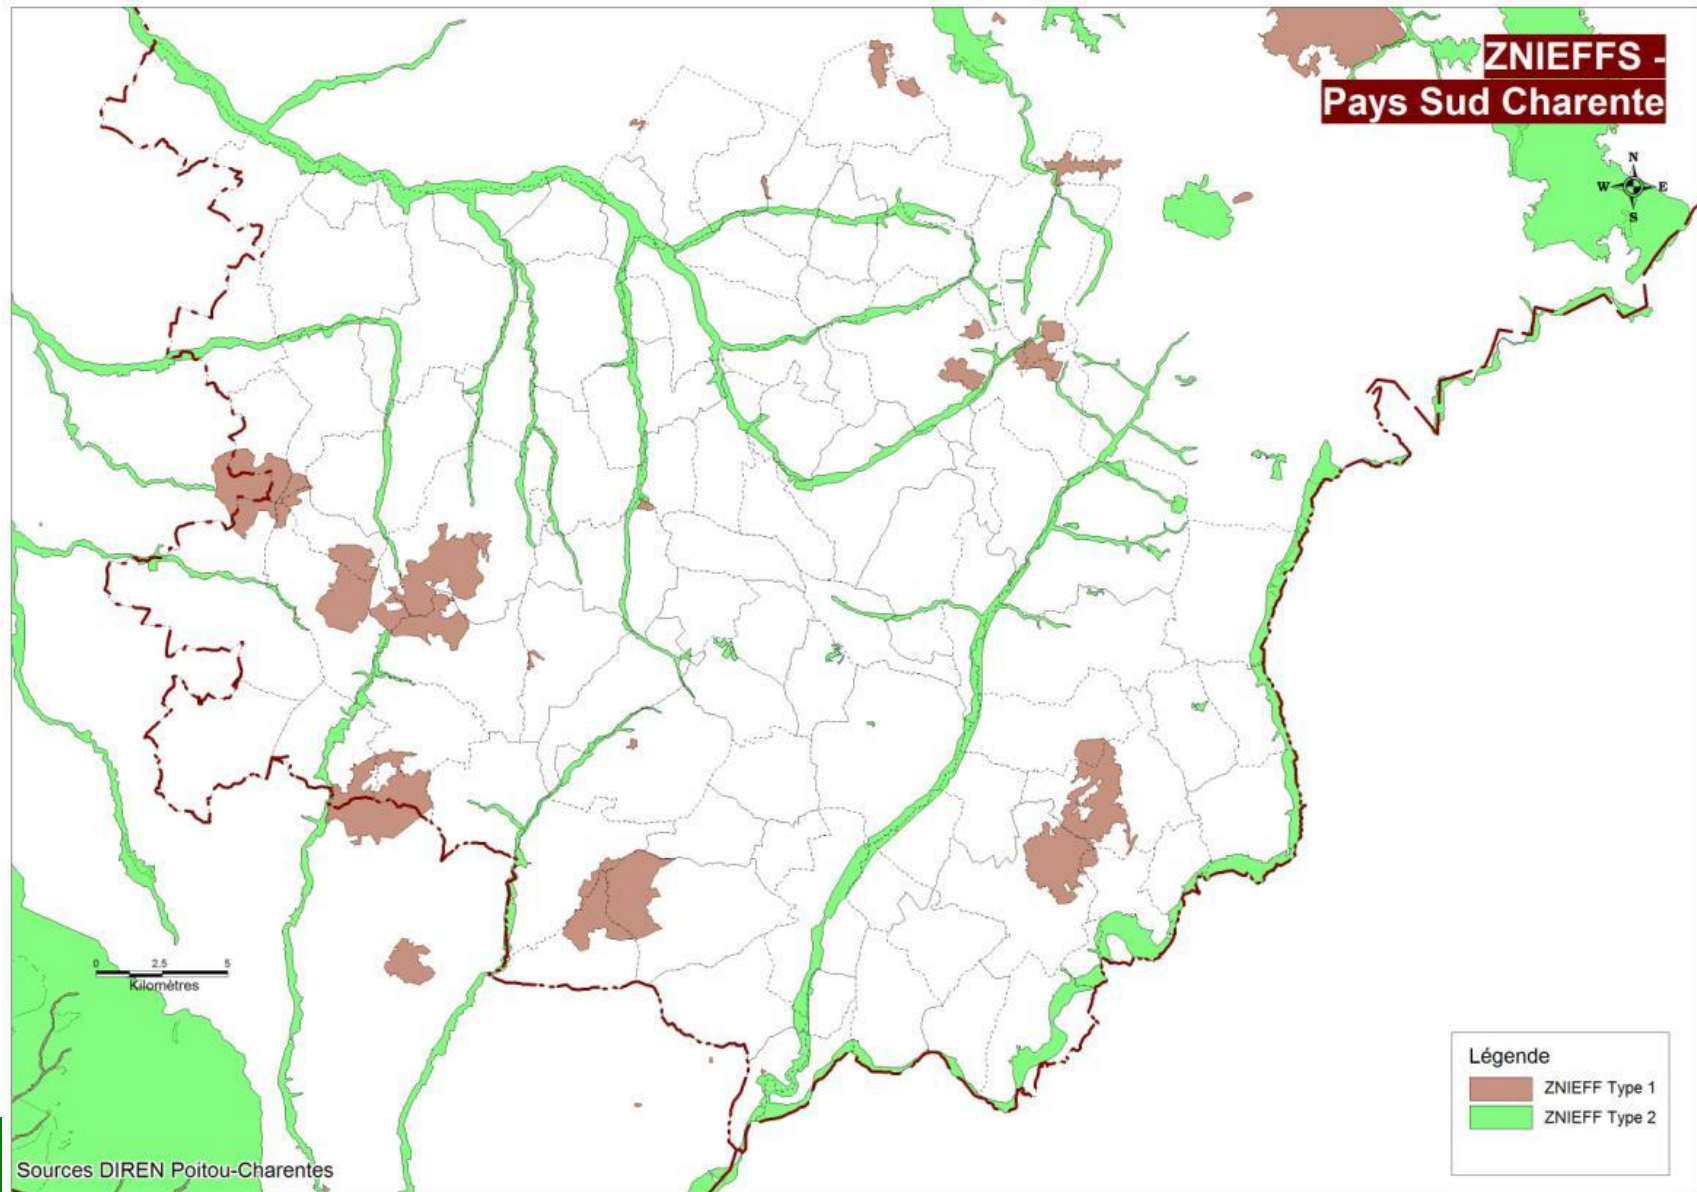 ZNIEFFS -
Pays Sud Charente
N
W E
S
0 2.5 5
Kilomètres
Légende
ZNIEFF Type 1
ZNIEFF Type 2
Sources DIREN Poitou-Charentes